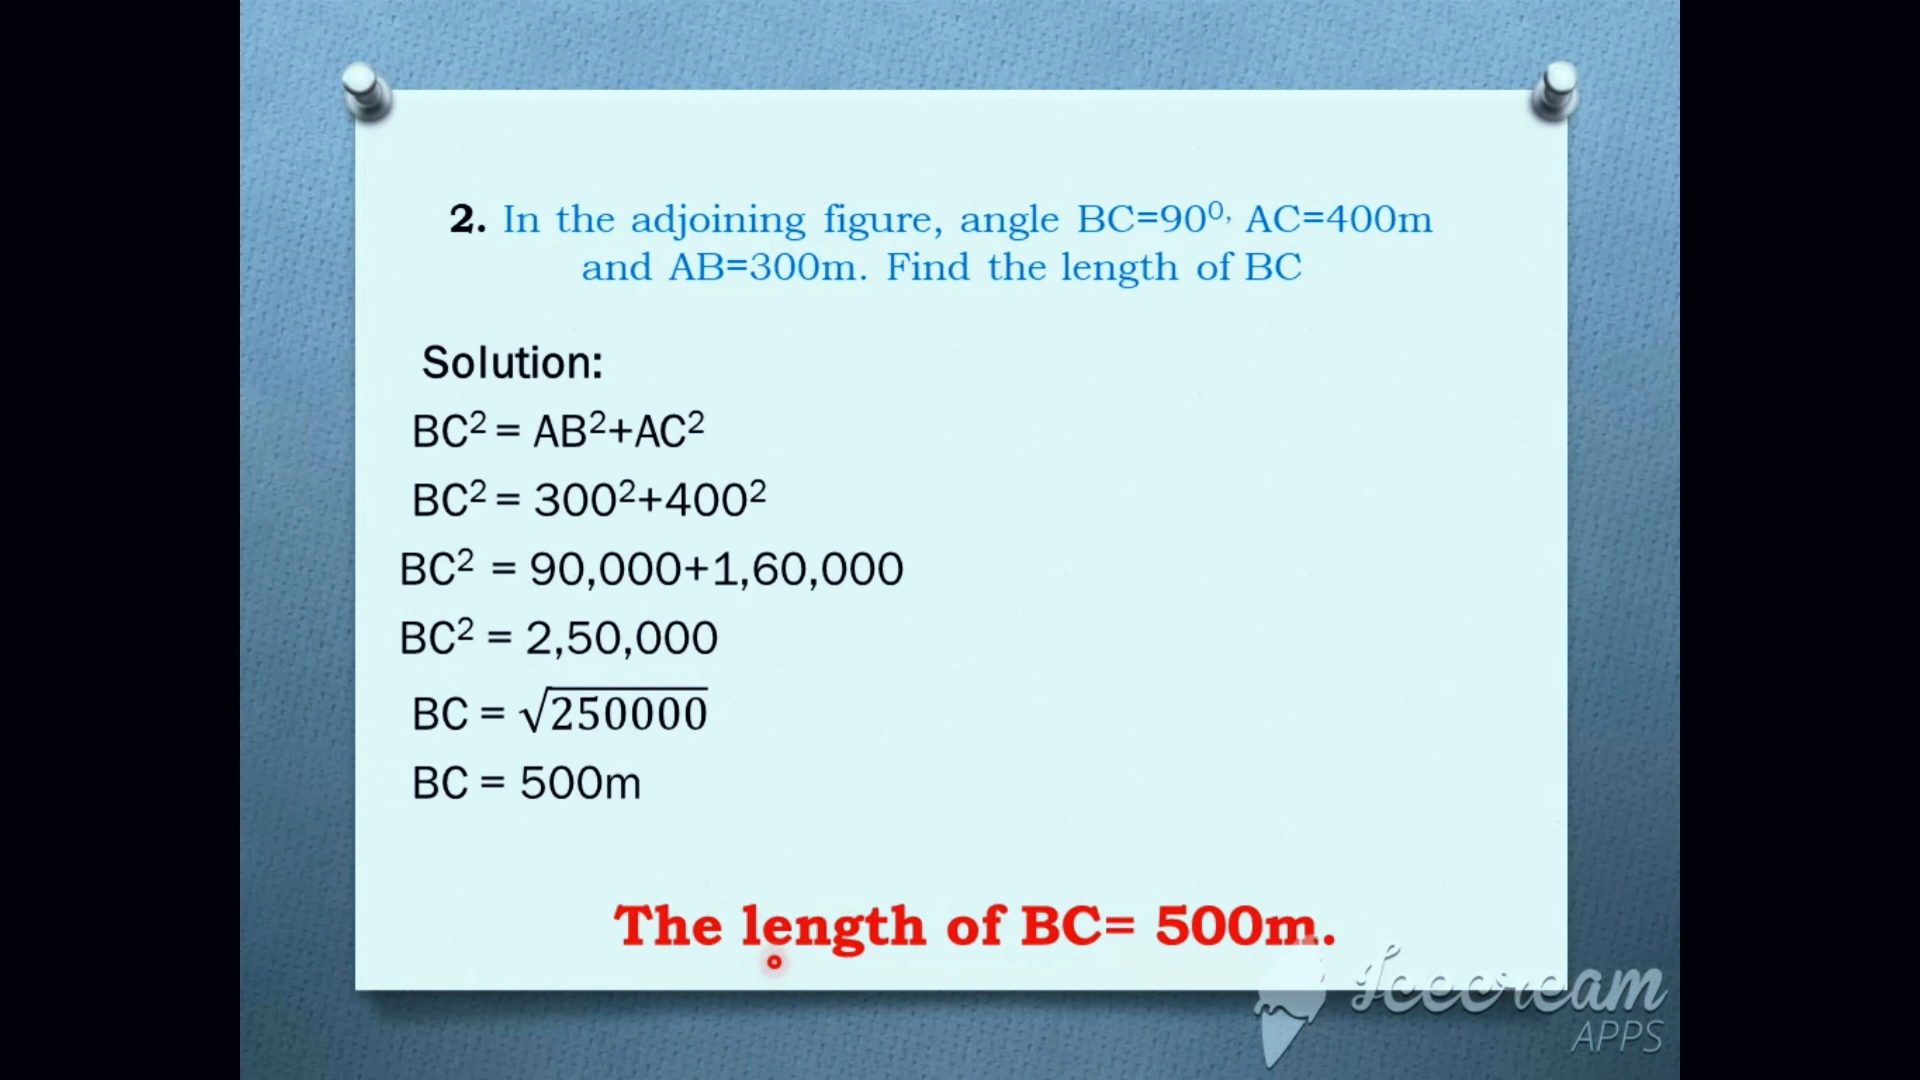 2. In the adjoining figure, angle BC=90⁰, AC=400m
and AB=300m. Find the length of BC
Solution:
BC² = AB²+AC²
BC² = 300²+400²
BC² = 90,000+1,60,000
BC² = 2,50,000
BC = √250000
BC = 500m
The length of BC= 500m.
Icecream
APPS